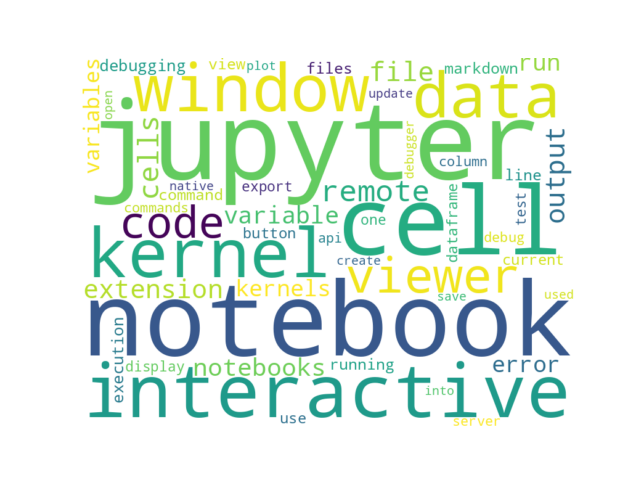 debugging view plot files file markdown run
variables open window update data
jupyter
cells debugger column output
native export remote line test
command commands code variable one cell dataframe
button api debug
kernel create viewer current
extension kernels save used
notebook
execution display notebooks running error
interactive into
use server